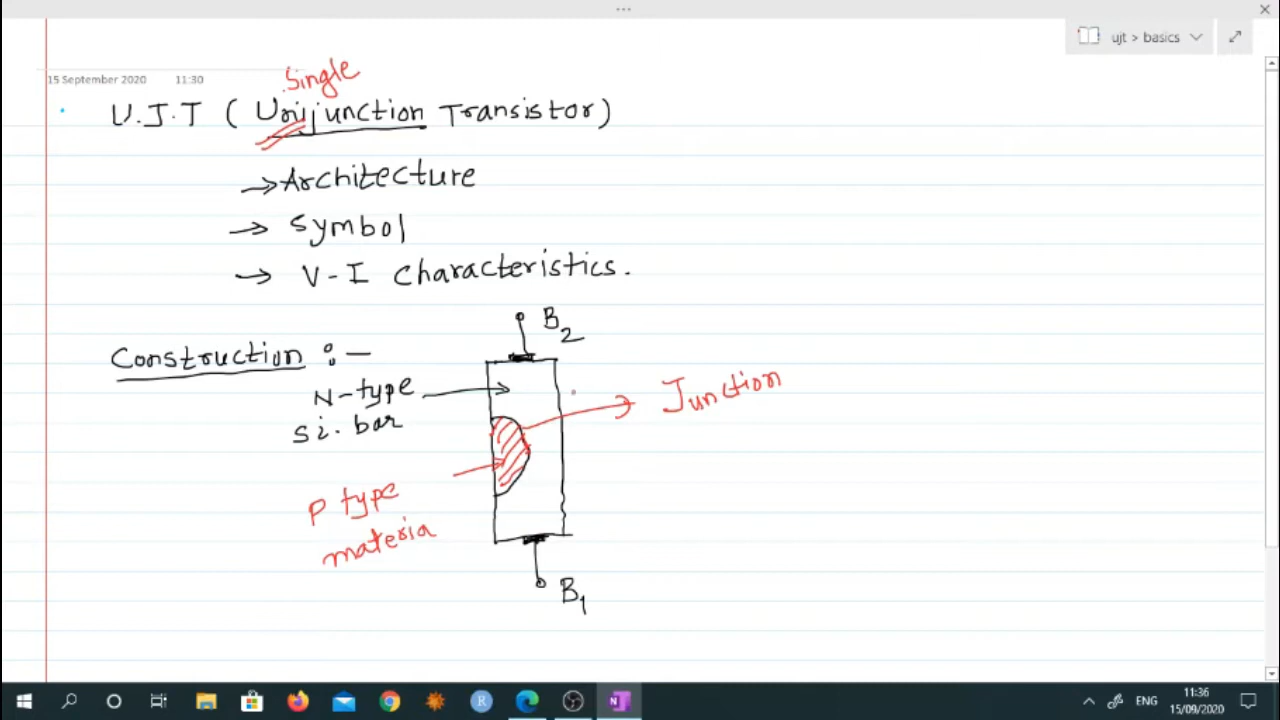 ujt > basics
15 September 2020 11:30
Single
U.J.T ( Unijunction Transistor)
→ Architecture
→ Symbol
→ V-I Characteristics.
B2
Construction :-
N-type
Si. bar
Junction
P type
materia
B1
ENG
11:36
15/09/2020